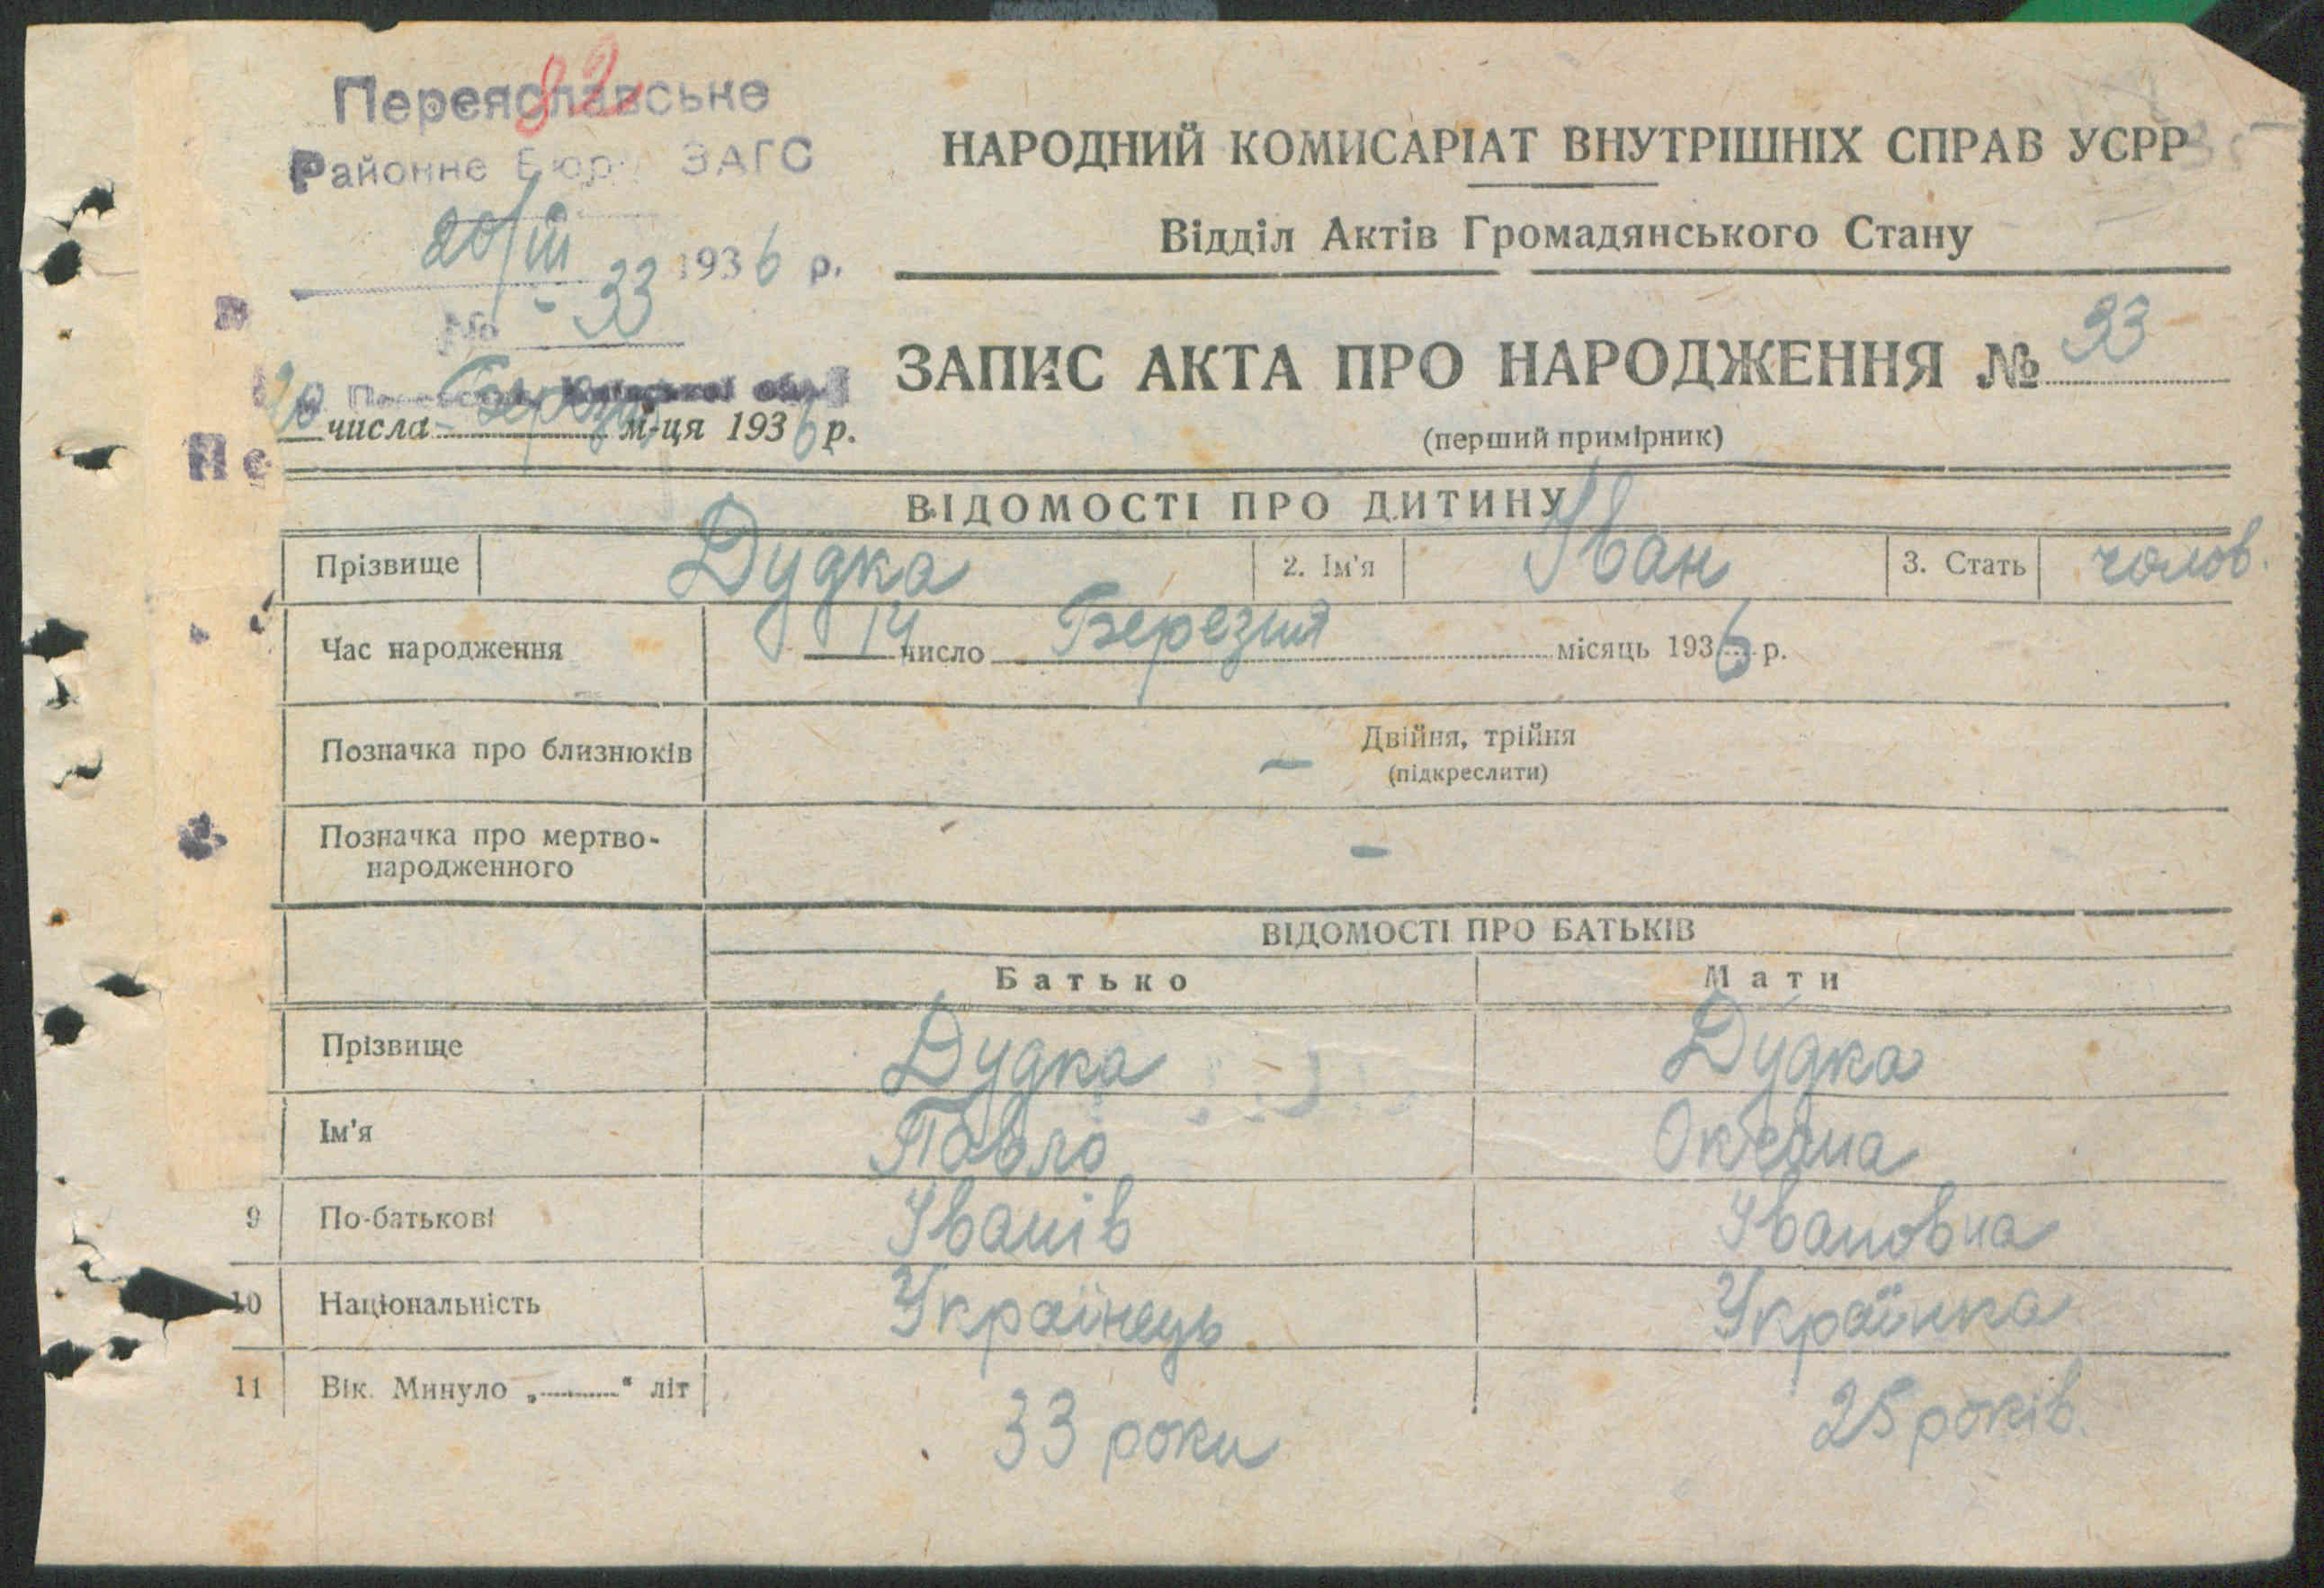 82
Переяславське
Районне Бюро ЗАГС
20/III 1936 р.
№ - 33
НАРОДНИЙ КОМИСАРІАТ ВНУТРІШНІХ СПРАВ УСРР
Відділ Актів Громадянського Стану
ЗАПИС АКТА ПРО НАРОДЖЕННЯ № 33
(перший примірник)
Київської обл.
20 числа Березня м-ця 1936 р.
Не
ВІДОМОСТІ ПРО ДИТИНУ
Прізвище Дудка 2. Ім'я Іван 3. Стать чолов.
Час народження 14 число Березня місяць 1936 р.
Позначка про близнюків – Двійня, трійня
(підкреслити)
Позначка про мертво-
народженного –
ВІДОМОСТІ ПРО БАТЬКІВ
Батько Мати
Прізвище Дудка Дудка
Ім'я Павло Оксана
9 По-батькові Іванів Івановна
10 Національність Українець Українка
11 Вік. Минуло „..........“ літ 33 роки 25 років.